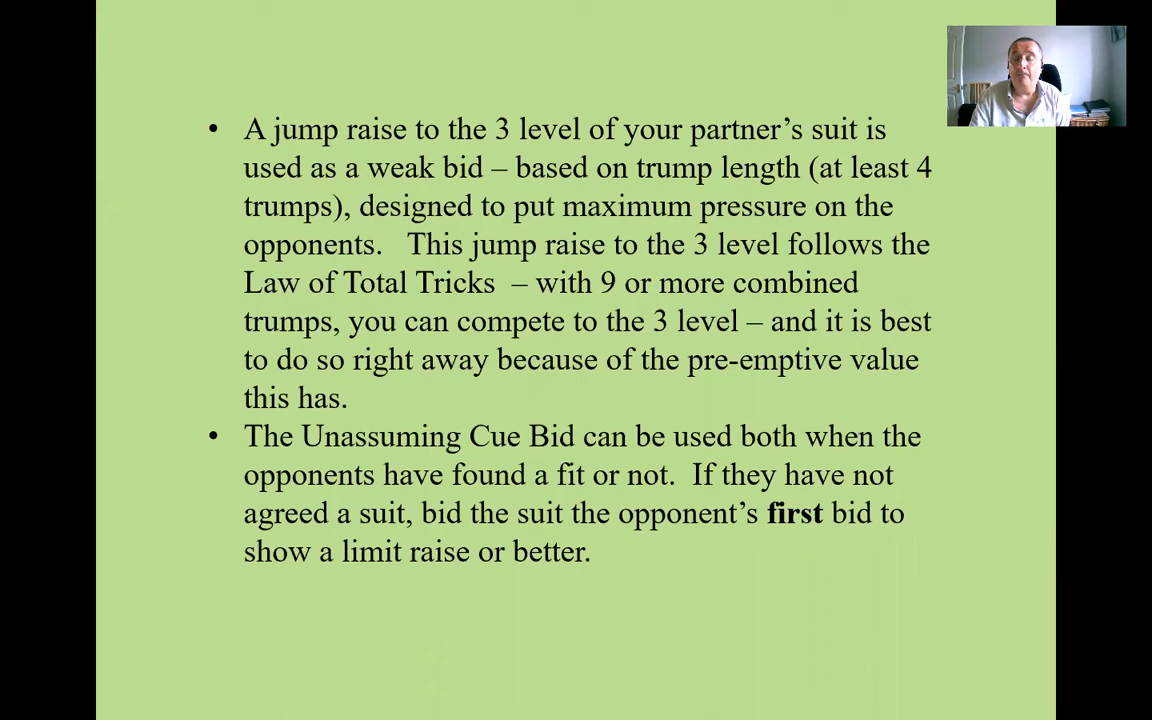 • A jump raise to the 3 level of your partner’s suit is
used as a weak bid – based on trump length (at least 4
trumps), designed to put maximum pressure on the
opponents.   This jump raise to the 3 level follows the
Law of Total Tricks  – with 9 or more combined
trumps, you can compete to the 3 level – and it is best
to do so right away because of the pre-emptive value
this has.
• The Unassuming Cue Bid can be used both when the
opponents have found a fit or not.  If they have not
agreed a suit, bid the suit the opponent’s first bid to
show a limit raise or better.